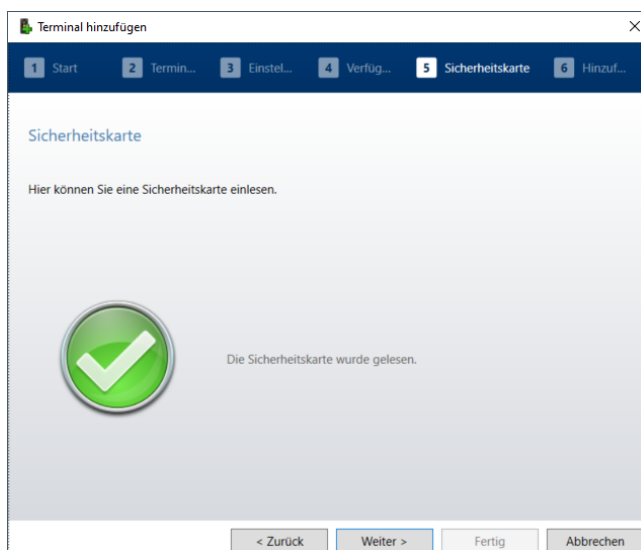 Terminal hinzufügen
1 Start 2 Termin... 3 Einstel... 4 Verfüg... 5 Sicherheitskarte 6 Hinzuf...
Sicherheitskarte
Hier können Sie eine Sicherheitskarte einlesen.
Die Sicherheitskarte wurde gelesen.
< Zurück Weiter > Fertig Abbrechen